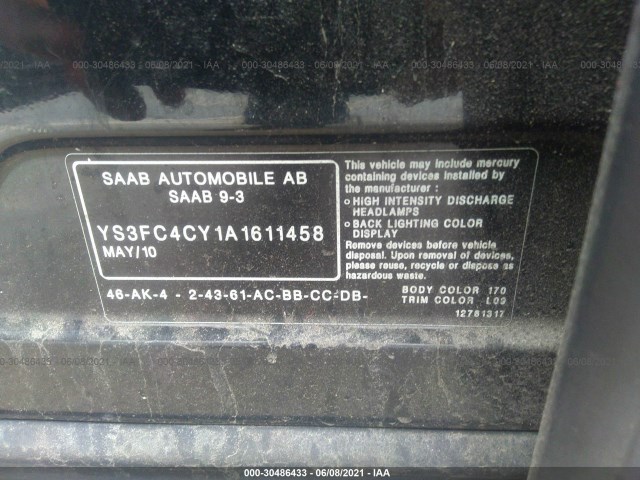 000-30486433 - 06/08/2021 - IAA
SAAB AUTOMOBILE AB
SAAB 9-3
YS3FC4CY1A1611458
MAY/10
46-AK-4 - 2-43-61-AC-BB-CC-DB-
This vehicle may include mercury
containing devices installed by
the manufacturer :
o HIGH INTENSITY DISCHARGE
HEADLAMPS
o BACK LIGHTING COLOR
DISPLAY
Remove devices before vehicle
disposal. Upon removal of devices,
please reuse, recycle or dispose as
hazardous waste.
BODY COLOR 170
TRIM COLOR L09
12781317
000-30486433 - 06/08/2021 - IAA